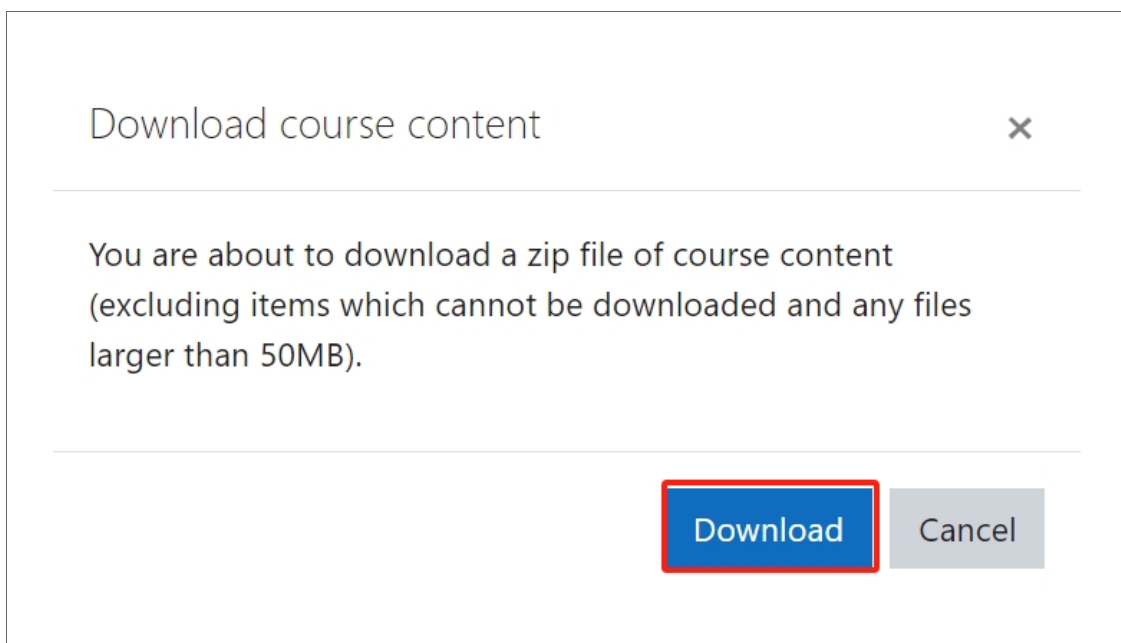 Download course content
You are about to download a zip file of course content
(excluding items which cannot be downloaded and any files
larger than 50MB).
Download
Cancel